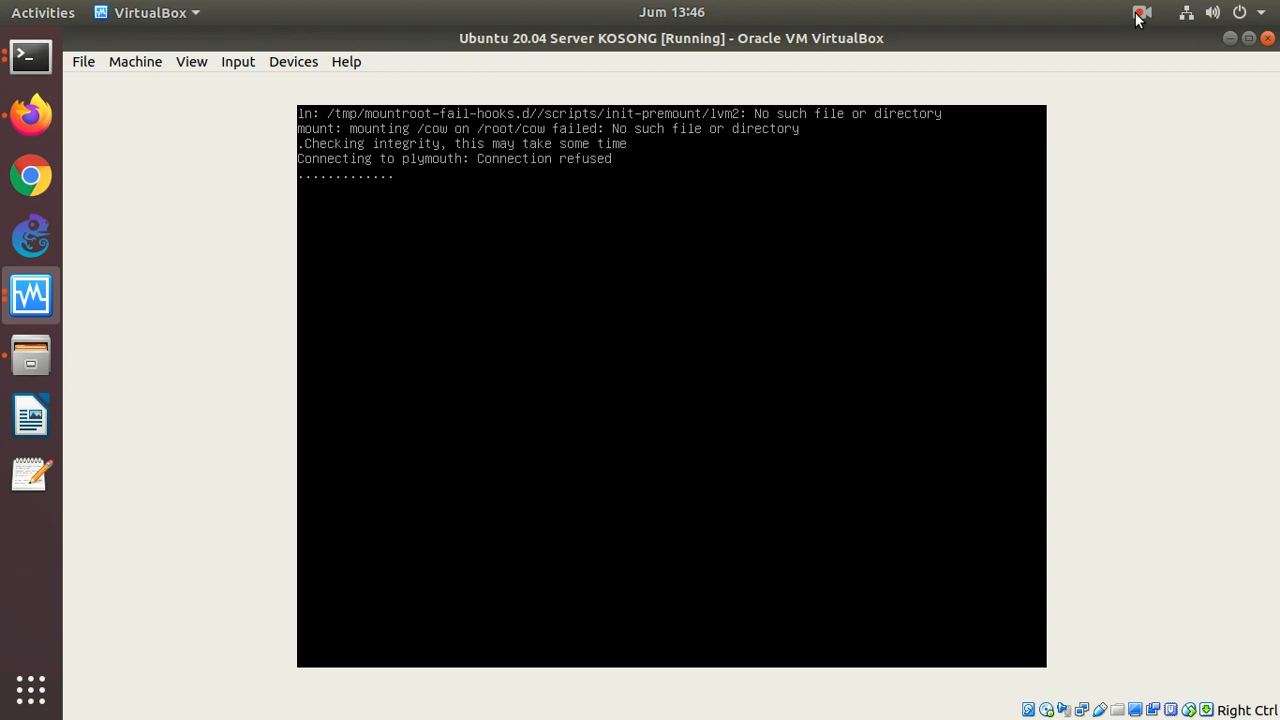 Activities VirtualBox Jum 13:46
Ubuntu 20.04 Server KOSONG [Running] - Oracle VM VirtualBox
File Machine View Input Devices Help
ln: /tmp/mountroot-fail-hooks.d//scripts/init-premount/lvm2: No such file or directory
mount: mounting /cow on /root/cow failed: No such file or directory
.Checking integrity, this may take some time
Connecting to plymouth: Connection refused
.............
Right Ctrl